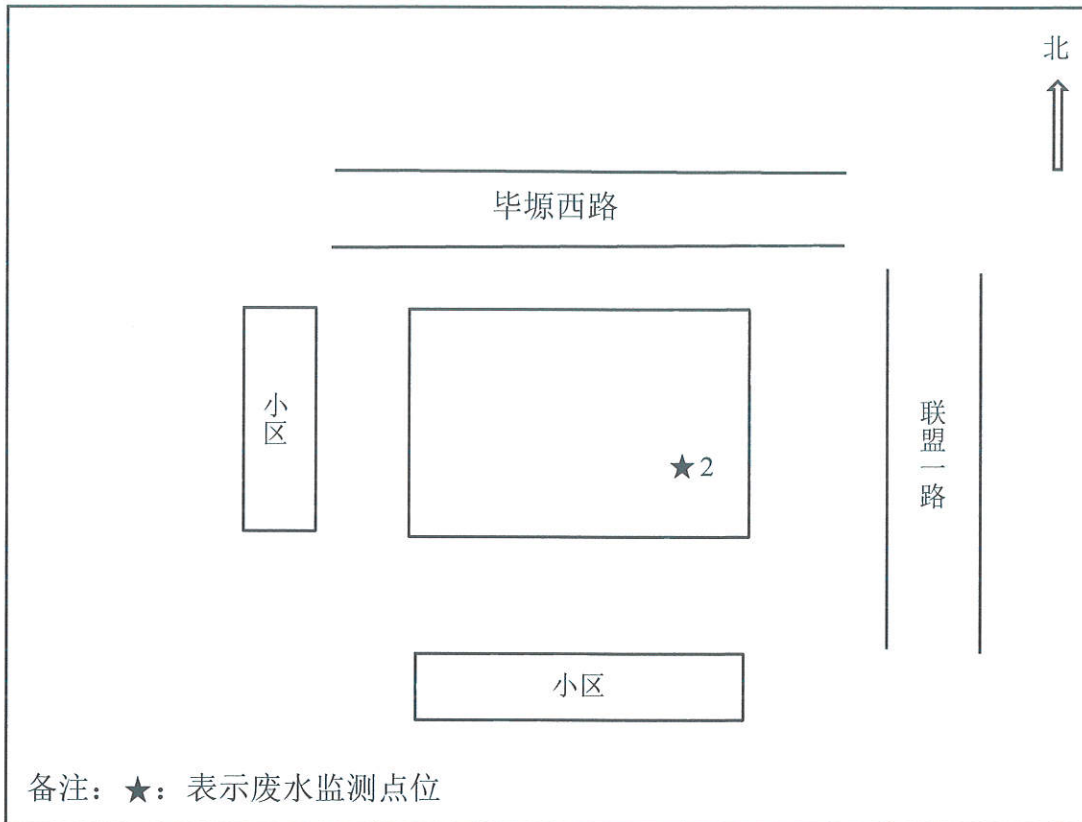 北
毕塬西路
小区
联盟一路
★2
小区
备注：★：表示废水监测点位